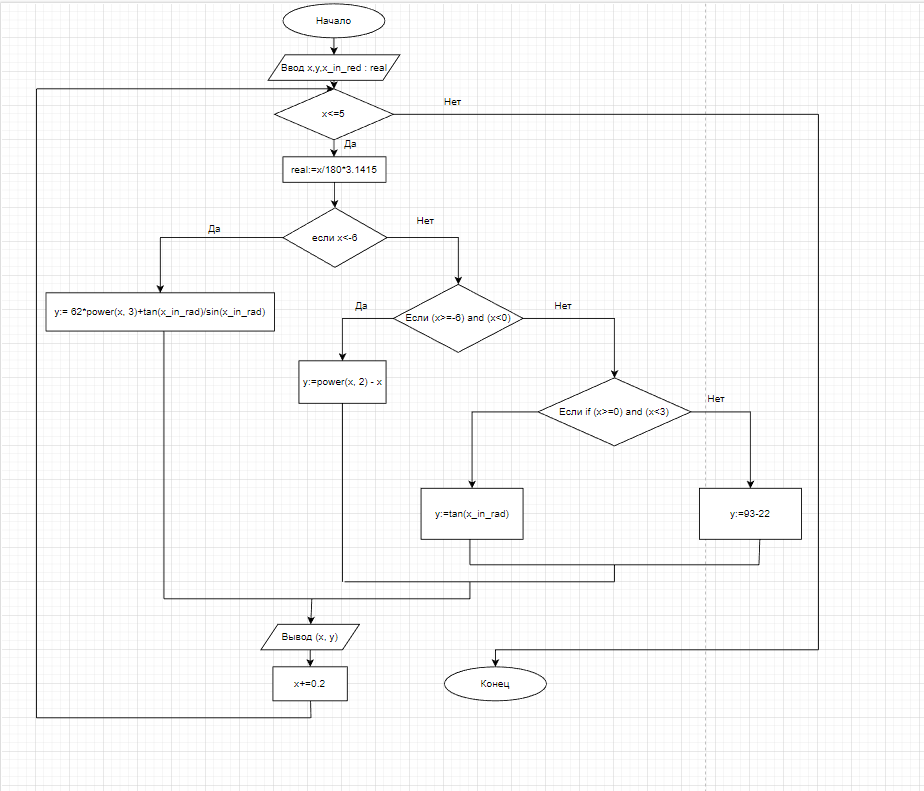 Начало
Ввод x,y,x_in_red : real
x<=5
Нет
Да
real:=x/180*3.1415
если x<-6
Да
Нет
y:= 62*power(x, 3)+tan(x_in_rad)/sin(x_in_rad)
Если (x>=-6) and (x<0)
Да
Нет
y:=power(x, 2) - x
Если if (x>=0) and (x<3)
Нет
y:=tan(x_in_rad)
y:=93-22
Вывод (x, y)
x+=0.2
Конец